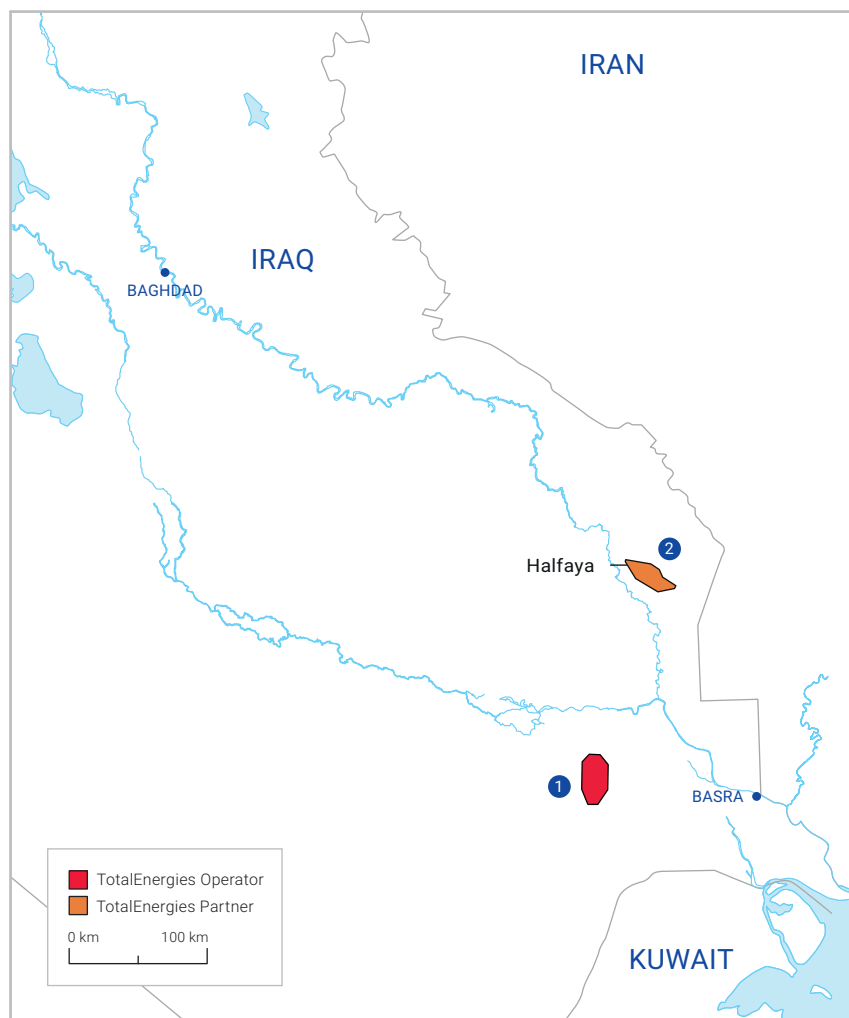 IRAN
IRAQ
BAGHDAD
2
Halfaya
1
BASRA
TotalEnergies Operator
TotalEnergies Partner
0 km 100 km
KUWAIT